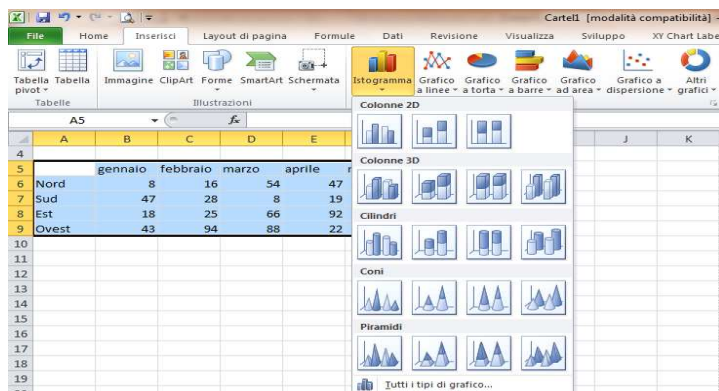 Cartel1 [modalità compatibilità] -
File Home Inserisci Layout di pagina Formule Dati Revisione Visualizza Sviluppo XY Chart Labe
Tabella pivot Tabella Immagine ClipArt Forme SmartArt Schermata Istogramma Grafico a linee Grafico a torta Grafico a barre Grafico ad area Grafico a dispersione Altri grafici
Tabelle Illustrazioni
A5 fx
Colonne 2D
A B C D E J K
4
5 gennaio febbraio marzo aprile
6 Nord 8 16 54 47
7 Sud 47 28 8 19
8 Est 18 25 66 92
9 Ovest 43 94 88 22
10
11
12
13
14
15
16
17
18
19
Colonne 3D
Cilindri
Coni
Piramidi
Tutti i tipi di grafico...